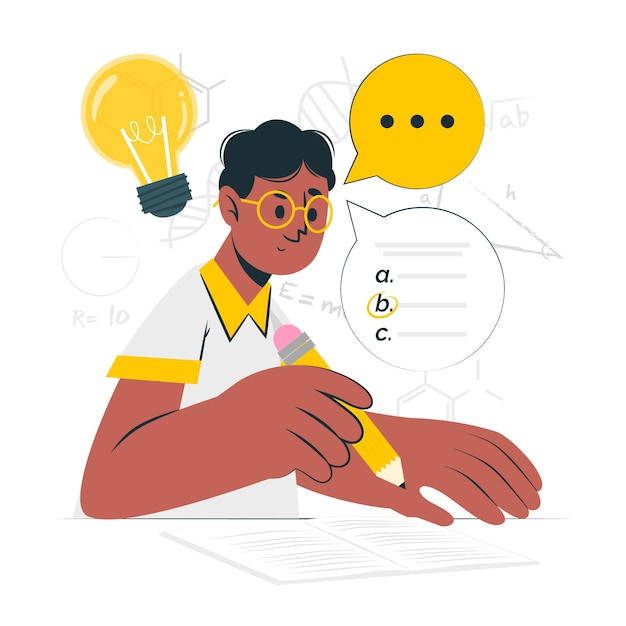 √ab
h
a
a.
b.
c.
E = m
R = 10